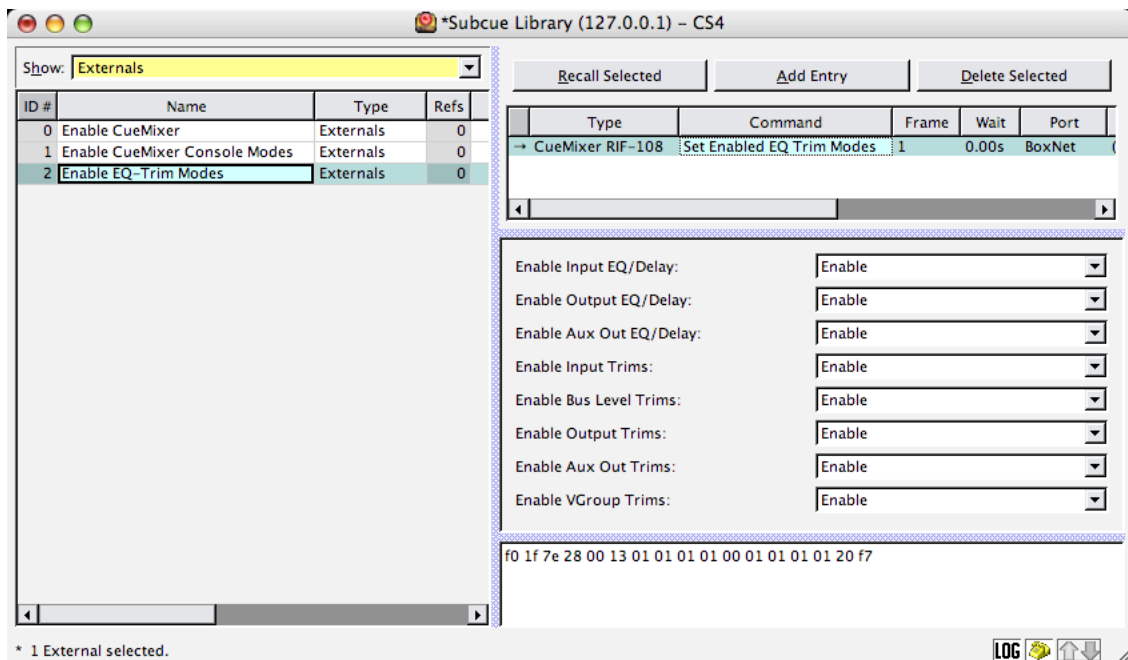 *Subcue Library (127.0.0.1) – CS4
Show: Externals
ID # Name Type Refs
0 Enable CueMixer Externals 0
1 Enable CueMixer Console Modes Externals 0
2 Enable EQ-Trim Modes Externals 0
Recall Selected Add Entry Delete Selected
Type Command Frame Wait Port
→ CueMixer RIF-108 Set Enabled EQ Trim Modes 1 0.00s BoxNet (
Enable Input EQ/Delay: Enable
Enable Output EQ/Delay: Enable
Enable Aux Out EQ/Delay: Enable
Enable Input Trims: Enable
Enable Bus Level Trims: Enable
Enable Output Trims: Enable
Enable Aux Out Trims: Enable
Enable VGroup Trims: Enable
f0 1f 7e 28 00 13 01 01 01 01 00 01 01 01 01 20 f7
* 1 External selected.
LOG